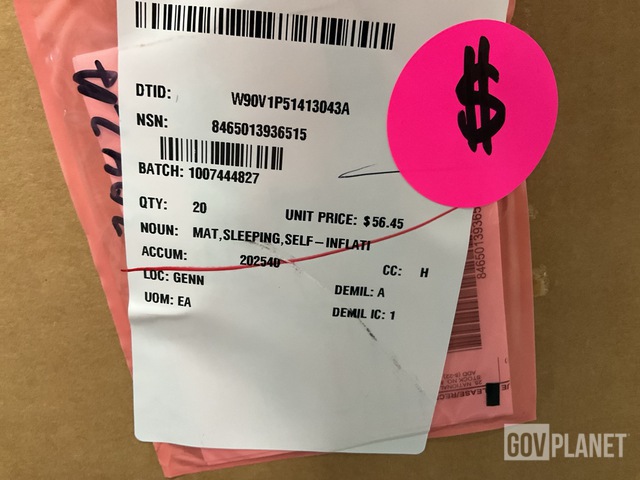 DTID: W90V1P51413043A
NSN: 8465013936515
BATCH: 1007444827
QTY: 20 UNIT PRICE: $56.45
NOUN: MAT,SLEEPING,SELF-INFLATI
ACCUM: 202540
LOC: GENN CC: H
UOM: EA DEMIL: A
DEMIL IC: 1
$
GOVPLANET